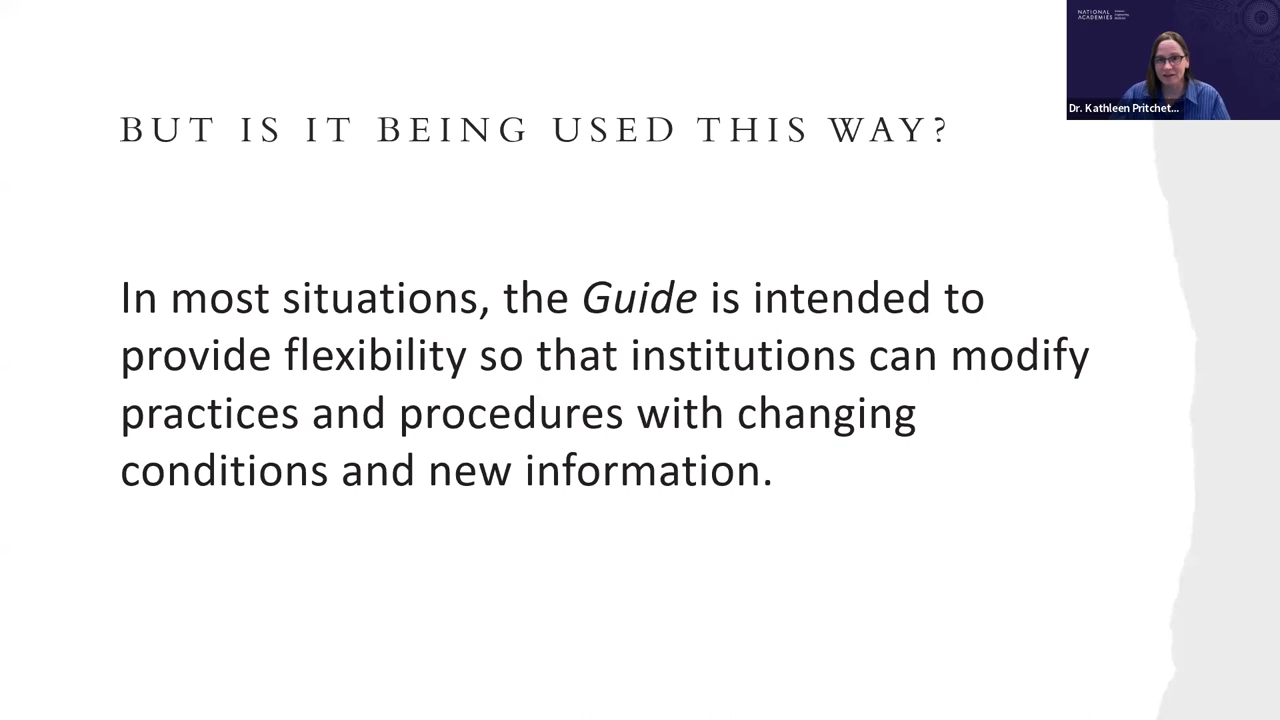 NATIONAL
ACADEMIES
Dr. Kathleen Pritchet...
BUT IS IT BEING USED THIS WAY?
In most situations, the Guide is intended to
provide flexibility so that institutions can modify
practices and procedures with changing
conditions and new information.